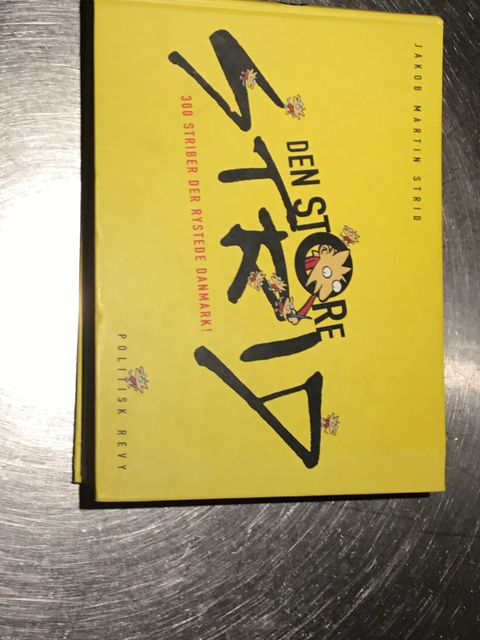 JAKOB MARTIN STRID
DEN STORE
STRID
300 STRIBER DER RYSTEDE DANMARK!
POLITISK REVY